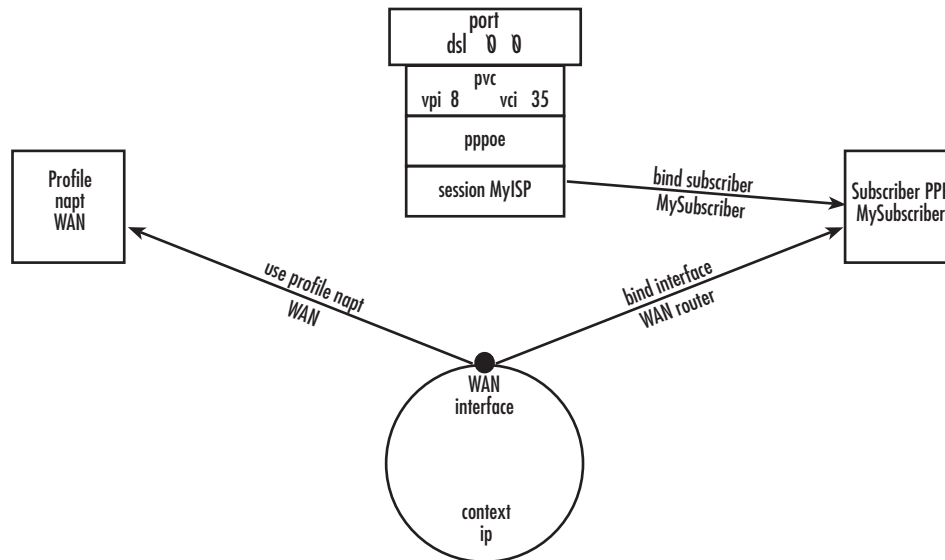 port
dsl 0 0
pvc
vpi 8 vci 35
pppoe
session MyISP
Profile
napt
WAN
bind subscriber
MySubscriber
Subscriber PPP
MySubscriber
use profile napt
WAN
bind interface
WAN router
WAN
interface
context
ip